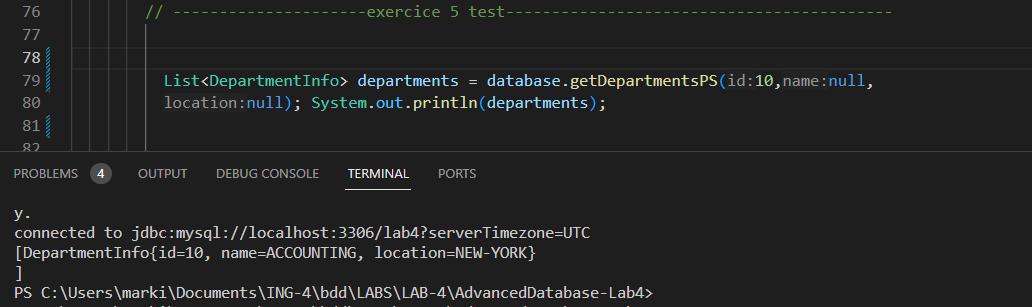 76 // ---------------------exercice 5 test------------------------------------------
77
78
79 List<DepartmentInfo> departments = database.getDepartmentsPS(id:10,name:null,
80 location:null); System.out.println(departments);
81
82
PROBLEMS 4 OUTPUT DEBUG CONSOLE TERMINAL PORTS
y.
connected to jdbc:mysql://localhost:3306/lab4?serverTimezone=UTC
[DepartmentInfo{id=10, name=ACCOUNTING, location=NEW-YORK}
]
PS C:\Users\marki\Documents\ING-4\bdd\LABS\LAB-4\AdvancedDatabase-Lab4>